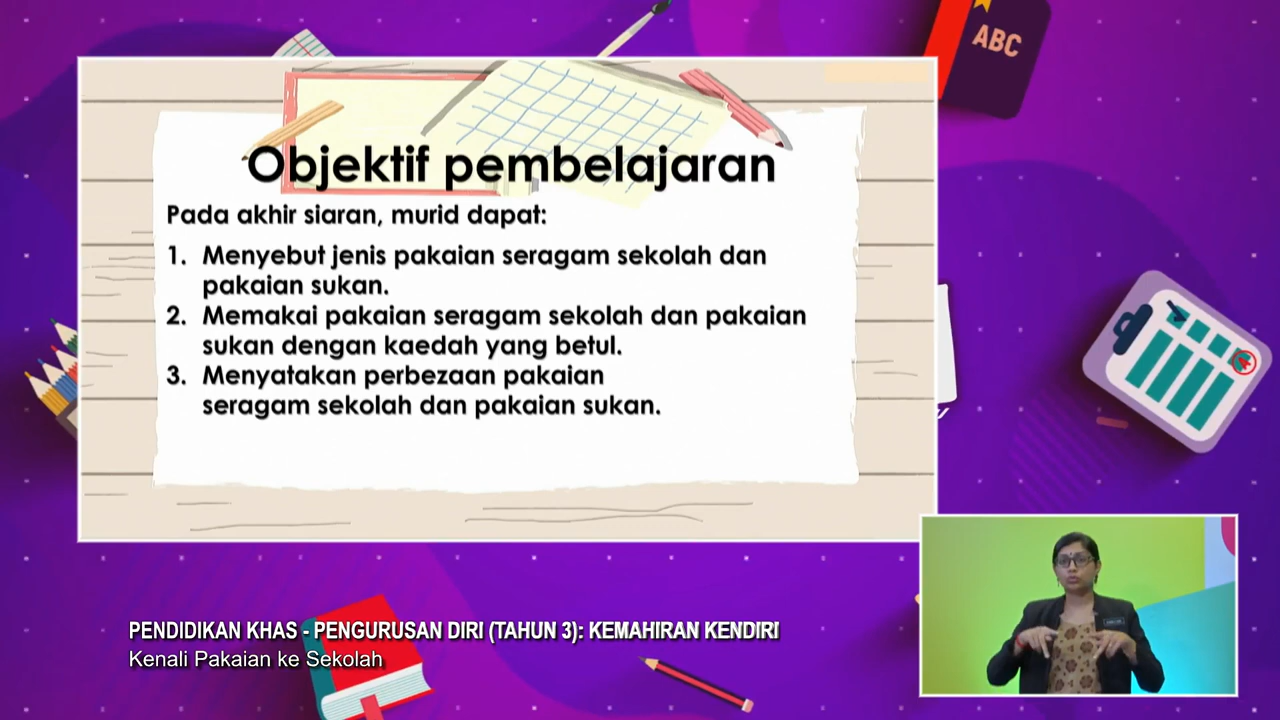 ABC
Objektif pembelajaran
Pada akhir siaran, murid dapat:
1. Menyebut jenis pakaian seragam sekolah dan
pakaian sukan.
2. Memakai pakaian seragam sekolah dan pakaian
sukan dengan kaedah yang betul.
3. Menyatakan perbezaan pakaian
seragam sekolah dan pakaian sukan.
PENDIDIKAN KHAS - PENGURUSAN DIRI (TAHUN 3): KEMAHIRAN KENDIRI
Kenali Pakaian ke Sekolah